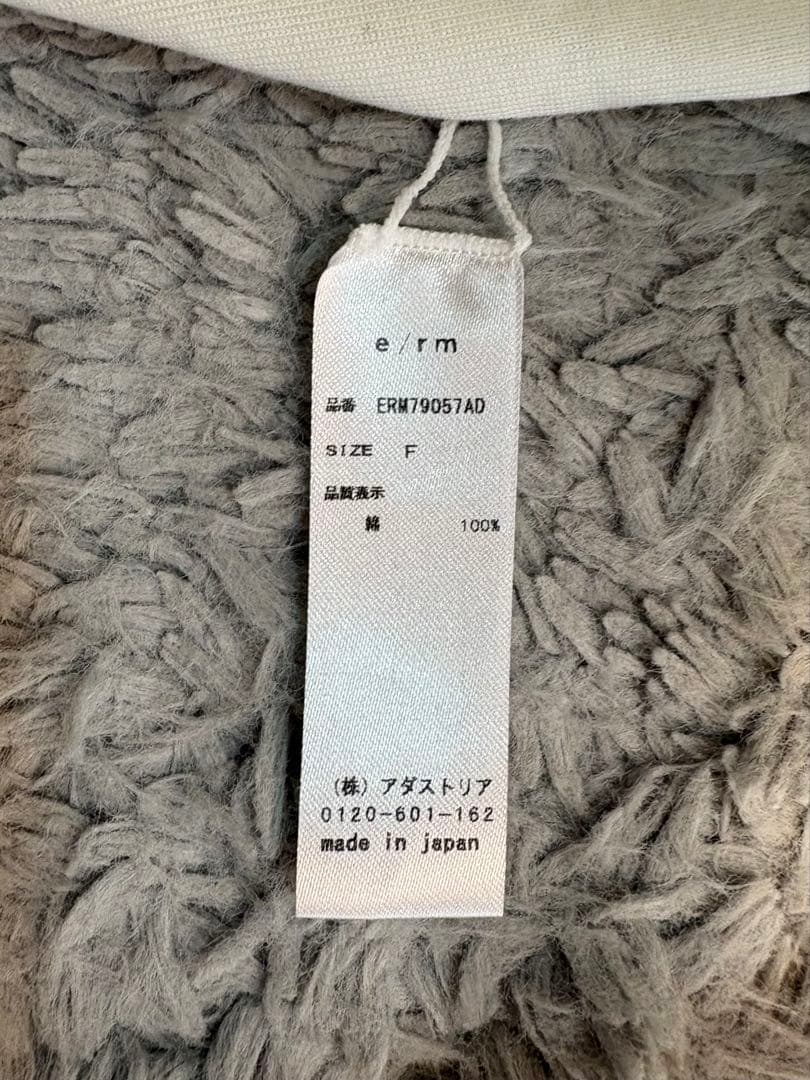 e/rm
品番 ERM79057AD
SIZE F
品質表示
綿 100%
(株)アダストリア
0120-601-162
made in japan